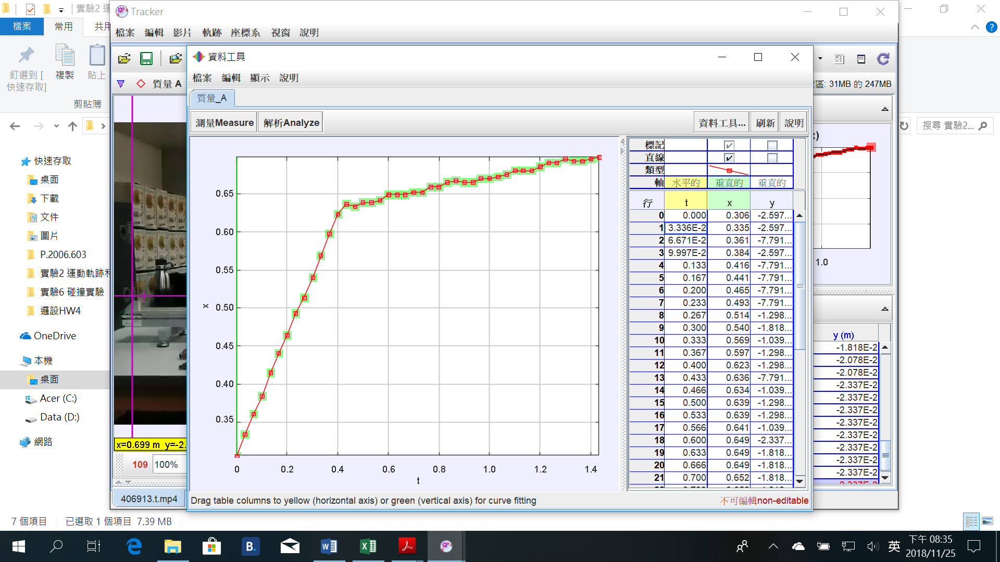 實驗2 運
檔案
常用
共用
釘選到 [
快速存取]
複製
貼上
剪貼簿
搜尋 實驗2...
快速存取
桌面
下載
文件
圖片
P.2006.603
實驗2 運動軌跡和
實驗6 碰撞實驗
邏設HW4
OneDrive
本機
桌面
Acer (C:)
Data (D:)
網路
7 個項目
已選取 1 個項目 7.39 MB
Tracker
檔案 編輯 影片 軌跡 座標系 視窗 說明
質量 A
區: 31MB 的 247MB
x=0.699 m y=-2.
109
100%
406913.t.mp4
1.0
y (m)
-1.818E-2
-2.078E-2
-2.078E-2
-2.337E-2
-2.337E-2
-2.337E-2
-2.337E-2
-2.337E-2
-2.337E-2
-2.337E-2
-2.337E-2
-2.337E-2
資料工具
檔案 編輯 顯示 說明
質量_A
測量Measure
解析Analyze
資料工具...
刷新
說明
0.65
0.60
0.55
0.50
0.45
0.40
0.35
x
0 0.2 0.4 0.6 0.8 1.0 1.2 1.4
t
標記
直線
類型
軸 水平的 垂直的 垂直的
行 t x y
0 0.000 0.306 -2.597...
1 3.336E-2 0.335 -2.597...
2 6.671E-2 0.361 -7.791...
3 9.997E-2 0.384 -2.597...
4 0.133 0.416 -7.791...
5 0.167 0.441 -7.791...
6 0.200 0.465 -7.791...
7 0.233 0.493 -7.791...
8 0.267 0.514 -1.298...
9 0.300 0.540 -1.818...
10 0.333 0.569 -1.039...
11 0.367 0.597 -1.298...
12 0.400 0.623 -1.298...
13 0.433 0.636 -7.791...
14 0.466 0.634 -1.039...
15 0.500 0.639 -1.298...
16 0.533 0.639 -1.298...
17 0.566 0.641 -1.039...
18 0.600 0.649 -2.337...
19 0.633 0.649 -1.818...
20 0.666 0.649 -1.818...
21 0.700 0.652 -1.818...
Drag table columns to yellow (horizontal axis) or green (vertical axis) for curve fitting
不可編輯non-editable
B.
英
下午 08:35
2018/11/25